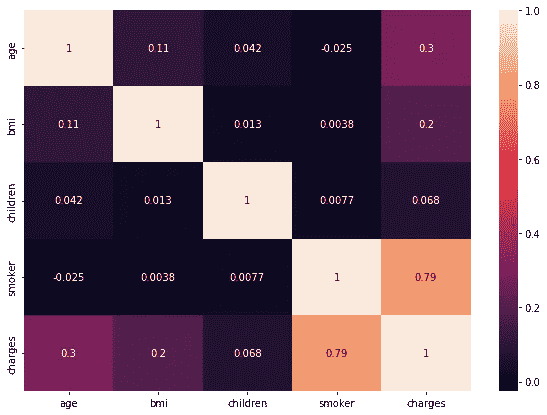 age 1 0.11 0.042 -0.025 0.3
bmi 0.11 1 0.013 0.0038 0.2
children 0.042 0.013 1 0.0077 0.068
smoker -0.025 0.0038 0.0077 1 0.79
charges 0.3 0.2 0.068 0.79 1
age bmi children smoker charges
1.0
0.8
0.6
0.4
0.2
0.0